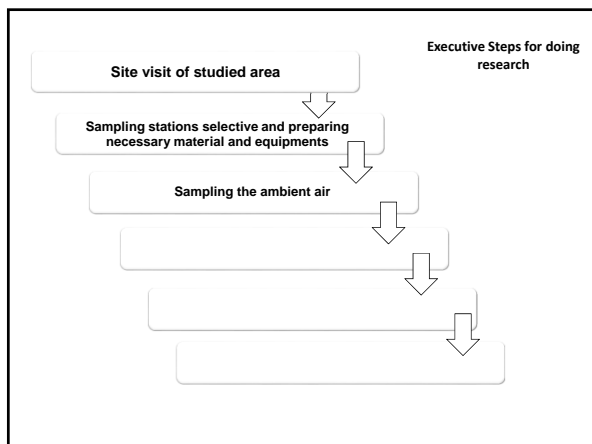 Executive Steps for doing
research
Site visit of studied area
Sampling stations selective and preparing
necessary material and equipments
Sampling the ambient air